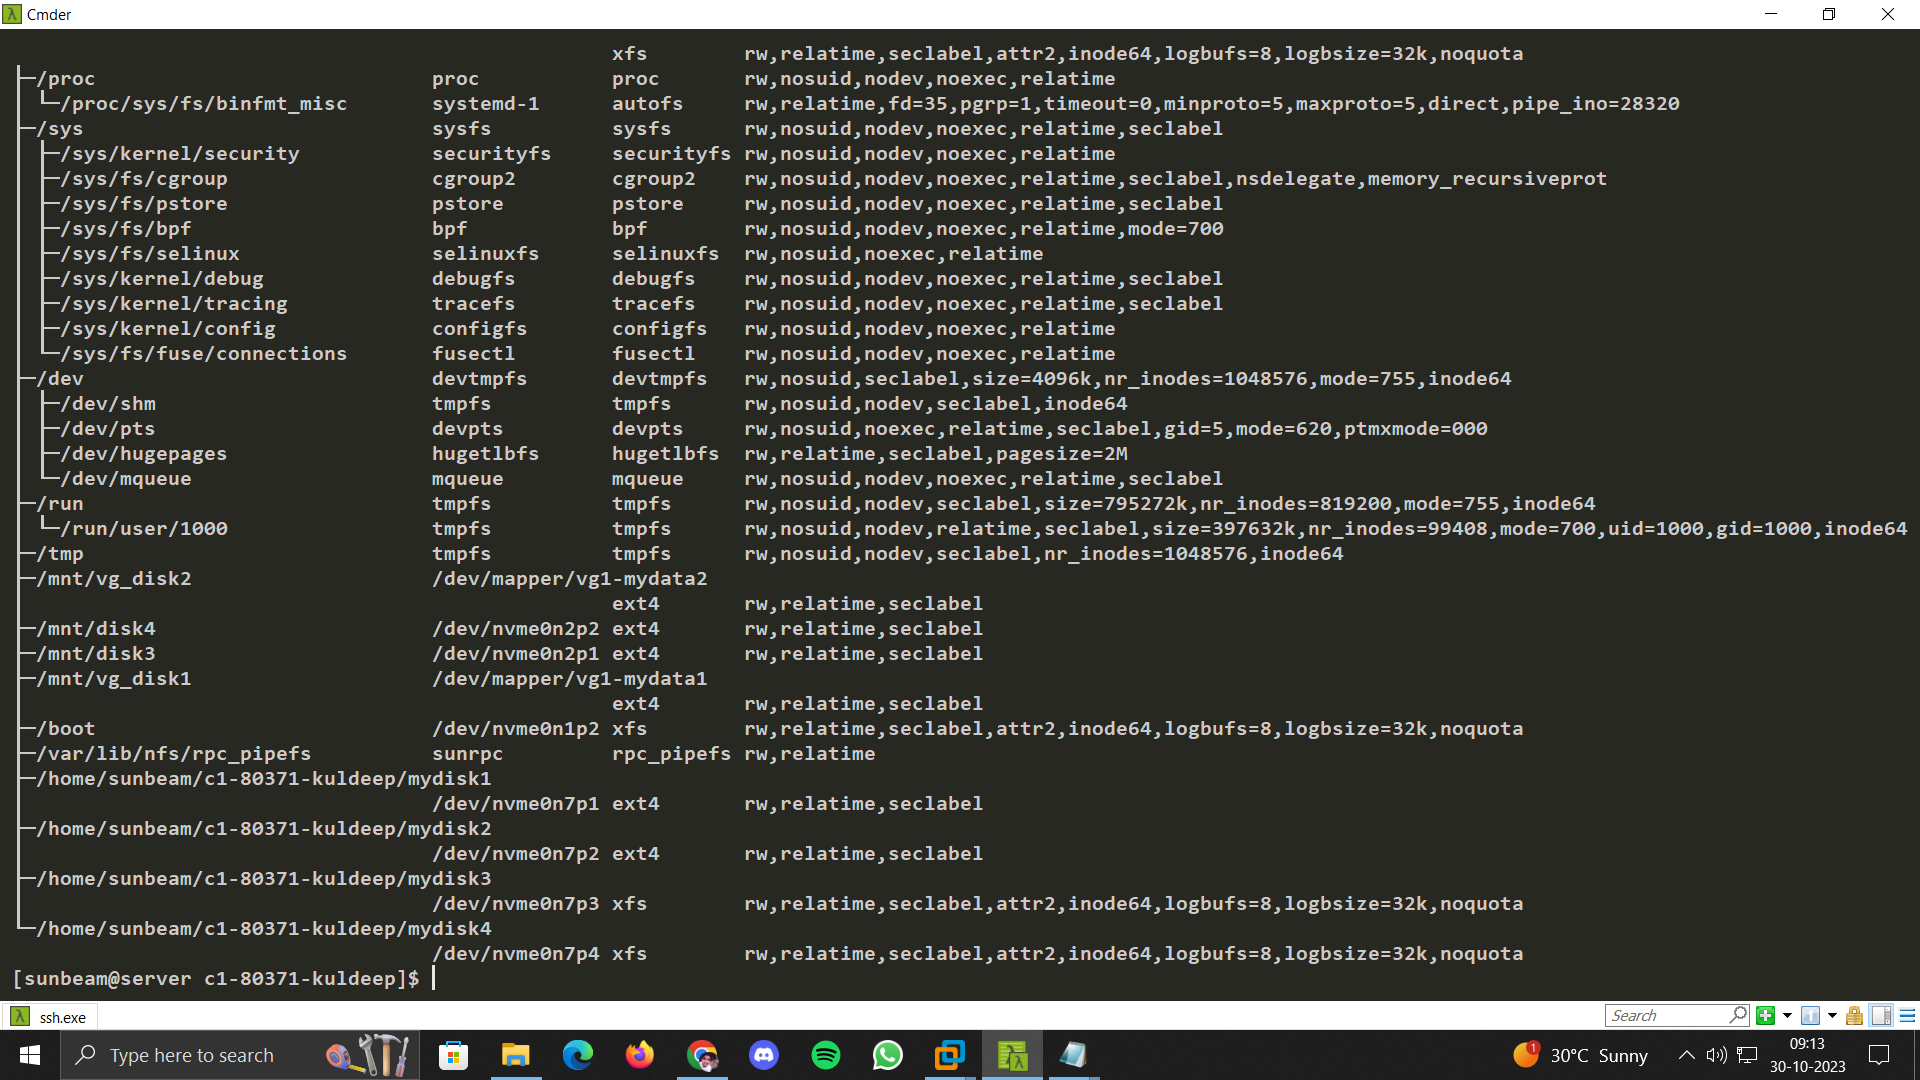 Cmder
xfs rw,relatime,seclabel,attr2,inode64,logbufs=8,logbsize=32k,noquota
├─/proc proc proc rw,nosuid,nodev,noexec,relatime
│ └─/proc/sys/fs/binfmt_misc systemd-1 autofs rw,relatime,fd=35,pgrp=1,timeout=0,minproto=5,maxproto=5,direct,pipe_ino=28320
├─/sys sysfs sysfs rw,nosuid,nodev,noexec,relatime,seclabel
│ ├─/sys/kernel/security securityfs securityfs rw,nosuid,nodev,noexec,relatime
│ ├─/sys/fs/cgroup cgroup2 cgroup2 rw,nosuid,nodev,noexec,relatime,seclabel,nsdelegate,memory_recursiveprot
│ ├─/sys/fs/pstore pstore pstore rw,nosuid,nodev,noexec,relatime,seclabel
│ ├─/sys/fs/bpf bpf bpf rw,nosuid,nodev,noexec,relatime,mode=700
│ ├─/sys/fs/selinux selinuxfs selinuxfs rw,nosuid,noexec,relatime
│ ├─/sys/kernel/debug debugfs debugfs rw,nosuid,nodev,noexec,relatime,seclabel
│ ├─/sys/kernel/tracing tracefs tracefs rw,nosuid,nodev,noexec,relatime,seclabel
│ ├─/sys/kernel/config configfs configfs rw,nosuid,nodev,noexec,relatime
│ └─/sys/fs/fuse/connections fusectl fusectl rw,nosuid,nodev,noexec,relatime
├─/dev devtmpfs devtmpfs rw,nosuid,seclabel,size=4096k,nr_inodes=1048576,mode=755,inode64
│ ├─/dev/shm tmpfs tmpfs rw,nosuid,nodev,seclabel,inode64
│ ├─/dev/pts devpts devpts rw,nosuid,noexec,relatime,seclabel,gid=5,mode=620,ptmxmode=000
│ ├─/dev/hugepages hugetlbfs hugetlbfs rw,relatime,seclabel,pagesize=2M
│ └─/dev/mqueue mqueue mqueue rw,nosuid,nodev,noexec,relatime,seclabel
├─/run tmpfs tmpfs rw,nosuid,nodev,seclabel,size=795272k,nr_inodes=819200,mode=755,inode64
│ └─/run/user/1000 tmpfs tmpfs rw,nosuid,nodev,relatime,seclabel,size=397632k,nr_inodes=99408,mode=700,uid=1000,gid=1000,inode64
├─/tmp tmpfs tmpfs rw,nosuid,nodev,seclabel,nr_inodes=1048576,inode64
├─/mnt/vg_disk2 /dev/mapper/vg1-mydata2
│ ext4 rw,relatime,seclabel
├─/mnt/disk4 /dev/nvme0n2p2 ext4 rw,relatime,seclabel
├─/mnt/disk3 /dev/nvme0n2p1 ext4 rw,relatime,seclabel
├─/mnt/vg_disk1 /dev/mapper/vg1-mydata1
│ ext4 rw,relatime,seclabel
├─/boot /dev/nvme0n1p2 xfs rw,relatime,seclabel,attr2,inode64,logbufs=8,logbsize=32k,noquota
├─/var/lib/nfs/rpc_pipefs sunrpc rpc_pipefs rw,relatime
├─/home/sunbeam/c1-80371-kuldeep/mydisk1
│ /dev/nvme0n7p1 ext4 rw,relatime,seclabel
├─/home/sunbeam/c1-80371-kuldeep/mydisk2
│ /dev/nvme0n7p2 ext4 rw,relatime,seclabel
├─/home/sunbeam/c1-80371-kuldeep/mydisk3
│ /dev/nvme0n7p3 xfs rw,relatime,seclabel,attr2,inode64,logbufs=8,logbsize=32k,noquota
└─/home/sunbeam/c1-80371-kuldeep/mydisk4
/dev/nvme0n7p4 xfs rw,relatime,seclabel,attr2,inode64,logbufs=8,logbsize=32k,noquota
[sunbeam@server c1-80371-kuldeep]$
ssh.exe Search
Type here to search 1 30°C Sunny 09:13
30-10-2023